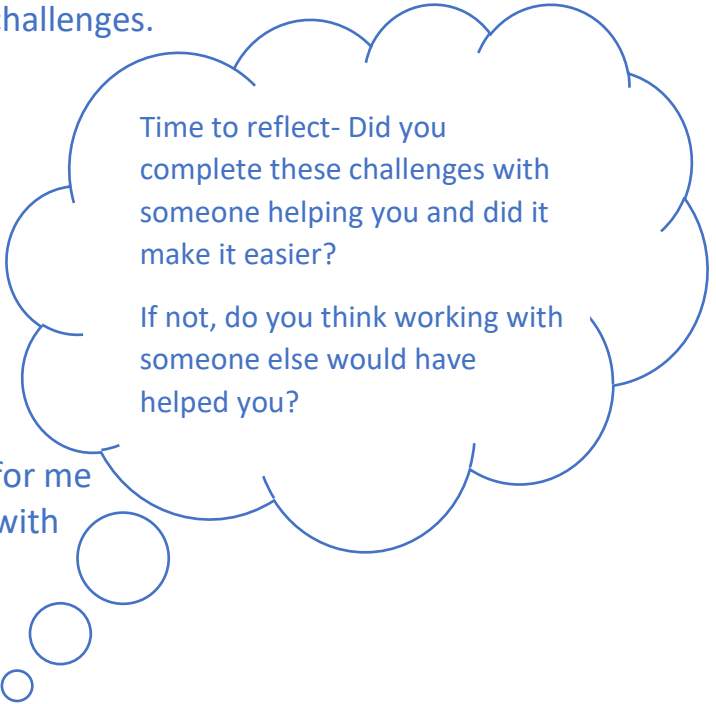 challenges.
Time to reflect- Did you
complete these challenges with
someone helping you and did it
make it easier?
If not, do you think working with
someone else would have
helped you?
for me
with